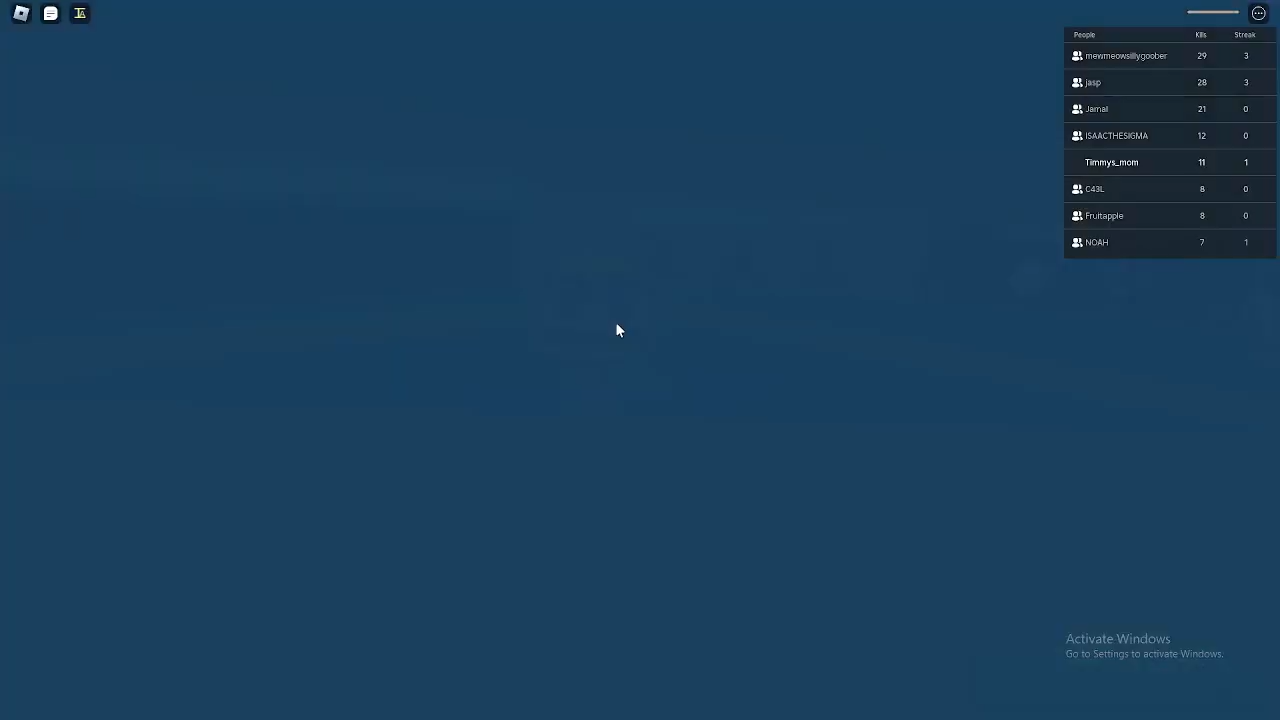 People Kills Streak
mewmeowsillygoober 29 3
jasp 28 3
Jamal 21 0
ISAACTHESIGMA 12 0
Timmys_mom 11 1
C43L 8 0
Fruitapple 8 0
NOAH 7 1
Activate Windows
Go to Settings to activate Windows.